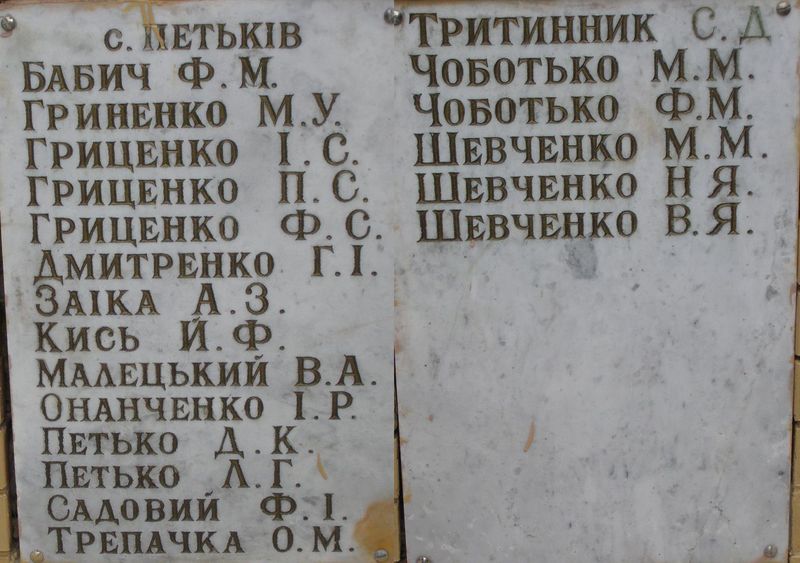 с. Петьків
Бабич Ф.М.
Гриненко М.У.
Гриценко І.С.
Гриценко П.С.
Гриценко Ф.С.
Дмитренко Г.І.
Заіка А.З.
Кись Й.Ф.
Малецький В.А.
Онанченко І.Р.
Петько Д.К.
Петько Л.Г.
Садовий Ф.І.
Трепачка О.М.
Тритинник С.Д
Чоботько М.М.
Чоботько Ф.М.
Шевченко М.М.
Шевченко Н Я.
Шевченко В.Я.